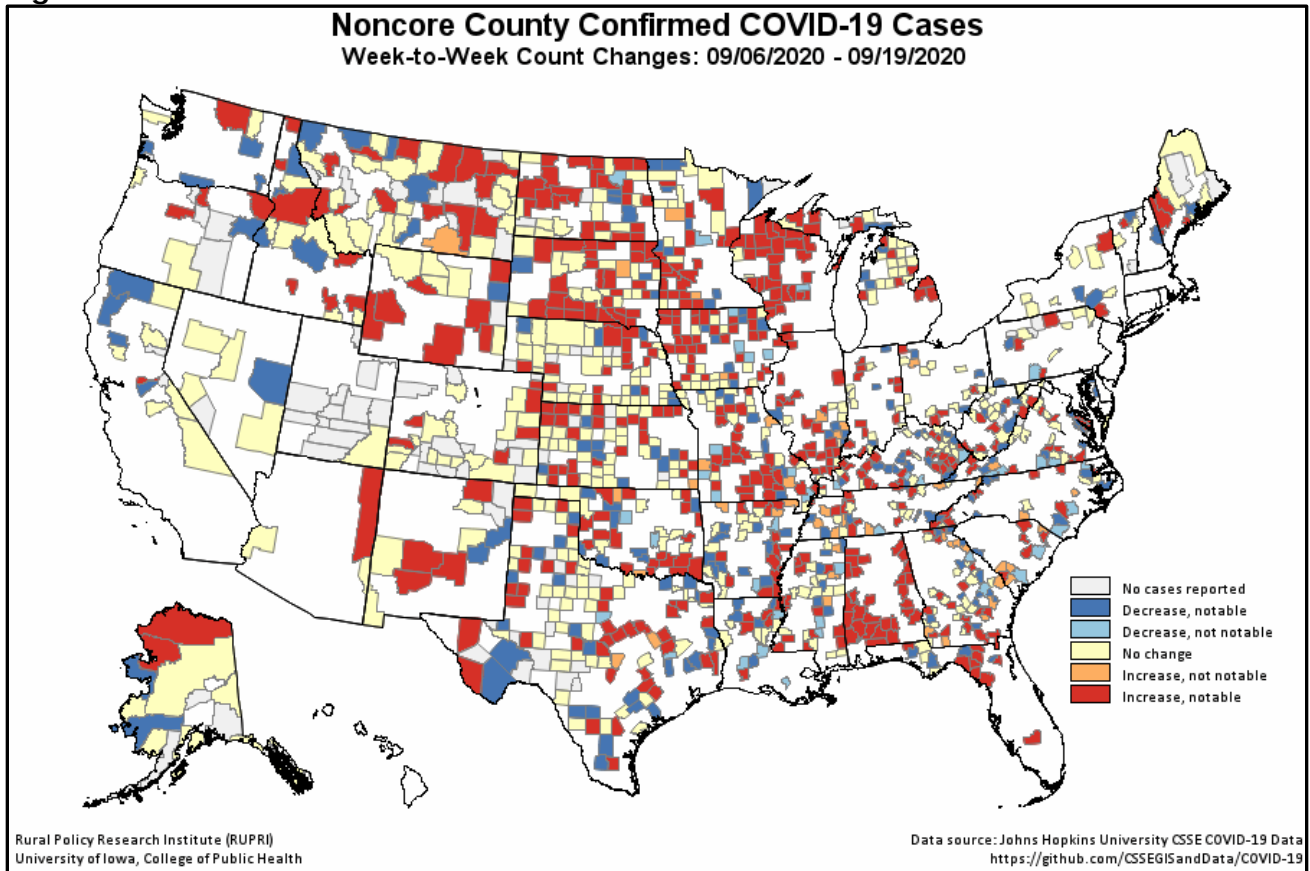 Noncore County Confirmed COVID-19 Cases
Week-to-Week Count Changes: 09/06/2020 - 09/19/2020
No cases reported
Decrease, notable
Decrease, not notable
No change
Increase, not notable
Increase, notable
Rural Policy Research Institute (RUPRI)
University of Iowa, College of Public Health
Data source: Johns Hopkins University CSSE COVID-19 Data
https://github.com/CSSEGISandData/COVID-19